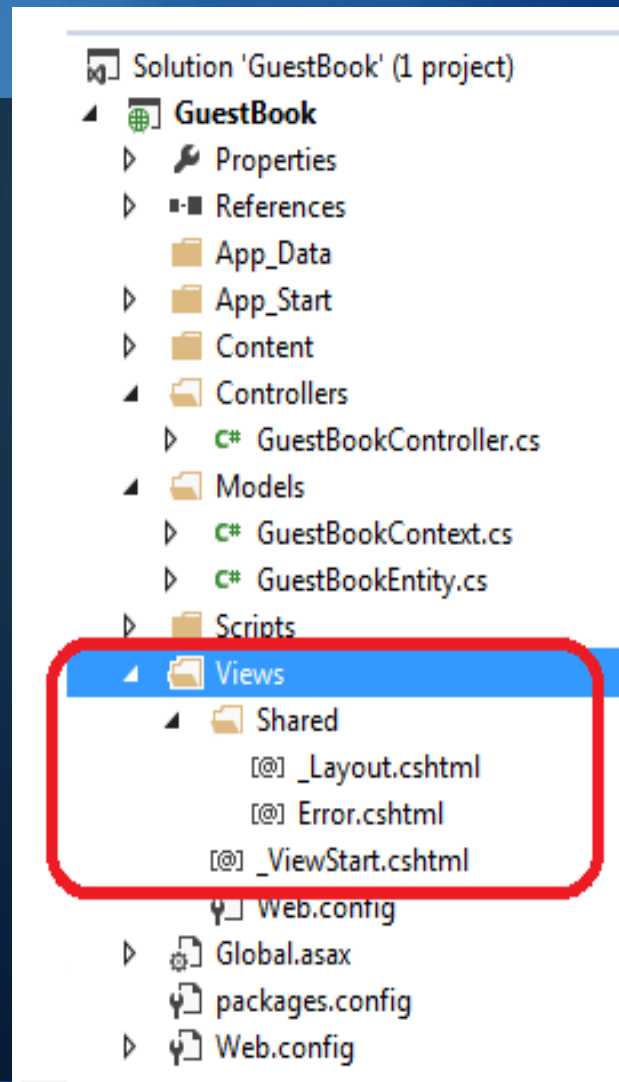 Solution 'GuestBook' (1 project)
GuestBook
Properties
References
App_Data
App_Start
Content
Controllers
C# GuestBookController.cs
Models
C# GuestBookContext.cs
C# GuestBookEntity.cs
Scripts
Views
Shared
[@] _Layout.cshtml
[@] Error.cshtml
[@] _ViewStart.cshtml
Web.config
Global.asax
packages.config
Web.config